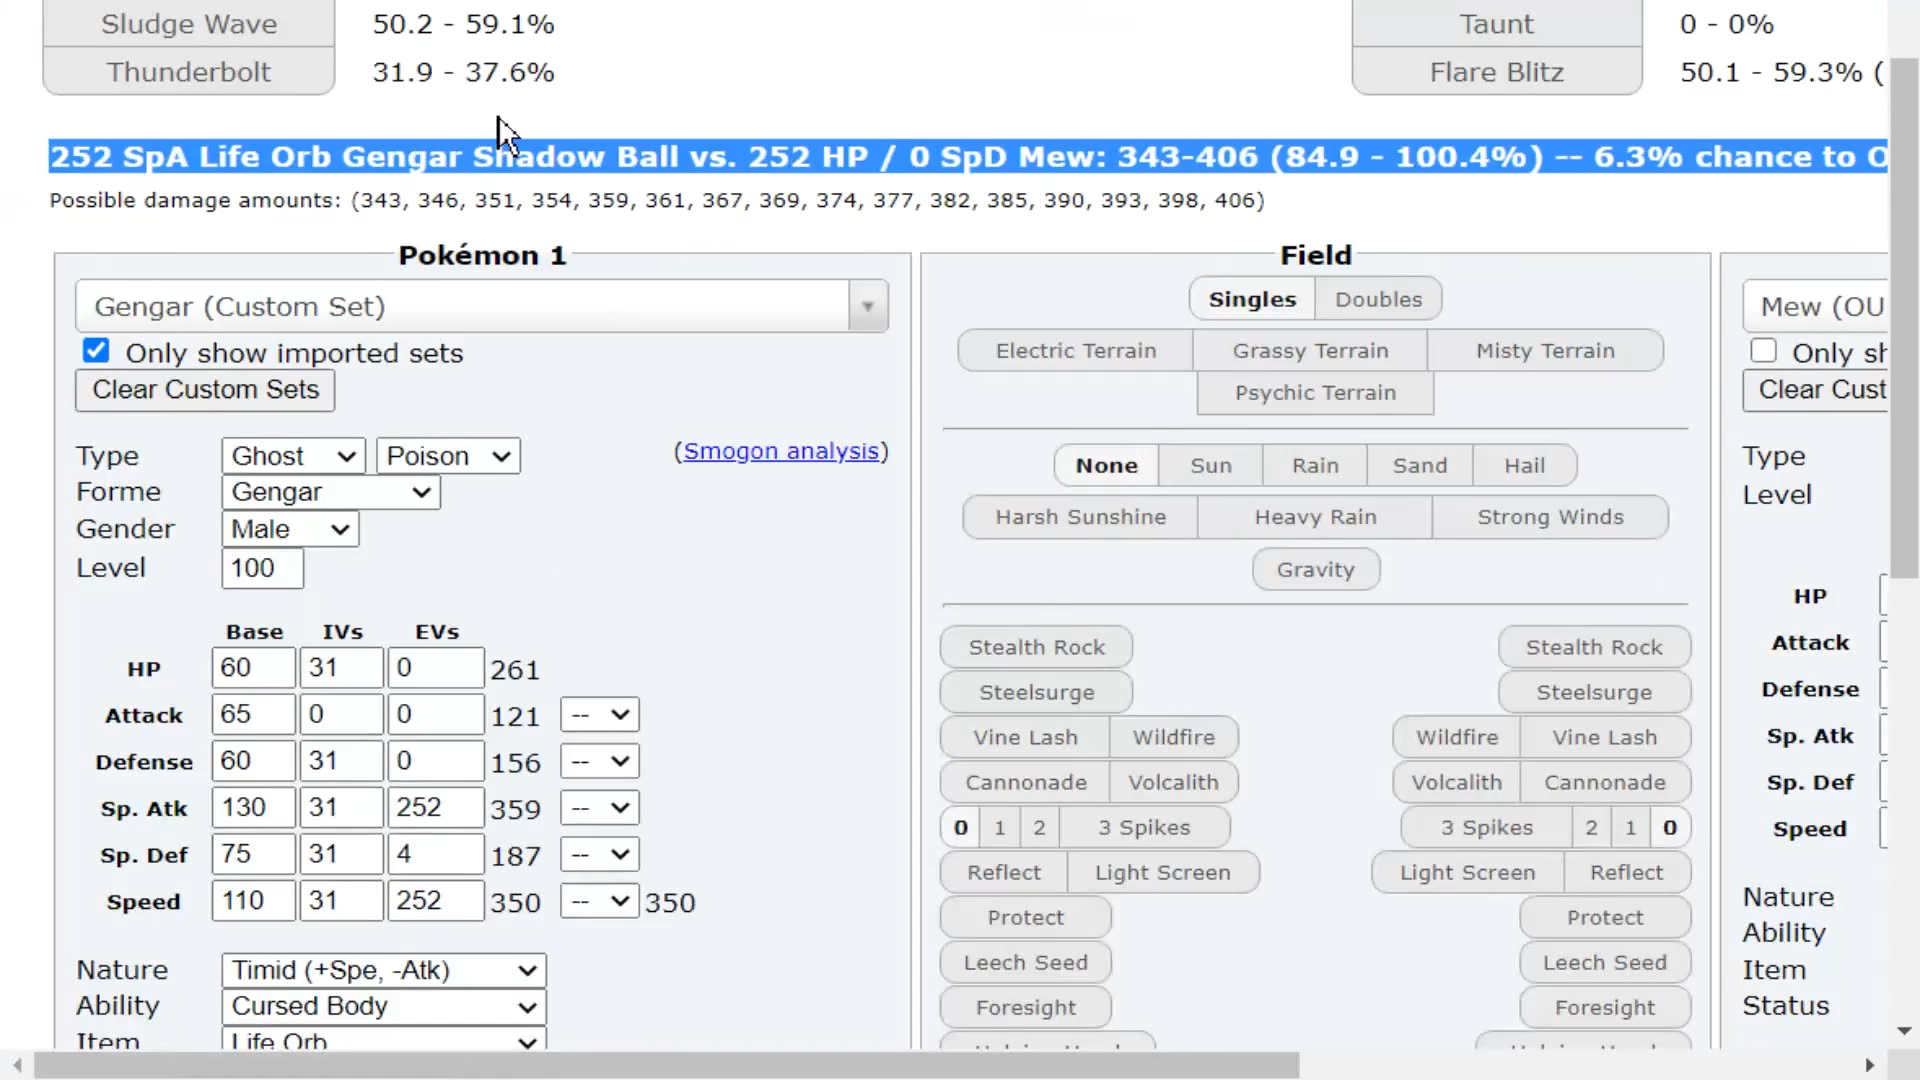 Sludge Wave 50.2 - 59.1% Taunt 0 - 0%
Thunderbolt 31.9 - 37.6% Flare Blitz 50.1 - 59.3% (
252 SpA Life Orb Gengar Shadow Ball vs. 252 HP / 0 SpD Mew: 343-406 (84.9 - 100.4%) -- 6.3% chance to O
Possible damage amounts: (343, 346, 351, 354, 359, 361, 367, 369, 374, 377, 382, 385, 390, 393, 398, 406)
Pokémon 1
Gengar (Custom Set)
Only show imported sets
Clear Custom Sets
Type Ghost Poison (Smogon analysis)
Forme Gengar
Gender Male
Level 100
Base IVs EVs
HP 60 31 0 261
Attack 65 0 0 121 --
Defense 60 31 0 156 --
Sp. Atk 130 31 252 359 --
Sp. Def 75 31 4 187 --
Speed 110 31 252 350 -- 350
Nature Timid (+Spe, -Atk)
Ability Cursed Body
Item Life Orb
Field
Singles Doubles
Electric Terrain Grassy Terrain Misty Terrain
Psychic Terrain
None Sun Rain Sand Hail
Harsh Sunshine Heavy Rain Strong Winds
Gravity
Stealth Rock Stealth Rock
Steelsurge Steelsurge
Vine Lash Wildfire Wildfire Vine Lash
Cannonade Volcalith Volcalith Cannonade
0 1 2 3 Spikes 3 Spikes 2 1 0
Reflect Light Screen Light Screen Reflect
Protect Protect
Leech Seed Leech Seed
Foresight Foresight
Mew (OU
Only sh
Clear Cust
Type
Level
HP
Attack
Defense
Sp. Atk
Sp. Def
Speed
Nature
Ability
Item
Status